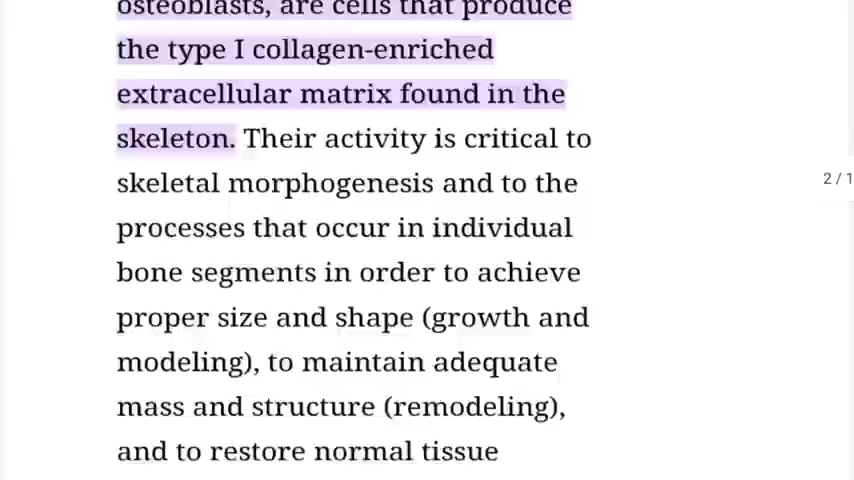 osteoblasts, are cells that produce
the type I collagen-enriched
extracellular matrix found in the
skeleton. Their activity is critical to
skeletal morphogenesis and to the
2 / 1
processes that occur in individual
bone segments in order to achieve
proper size and shape (growth and
modeling), to maintain adequate
mass and structure (remodeling),
and to restore normal tissue